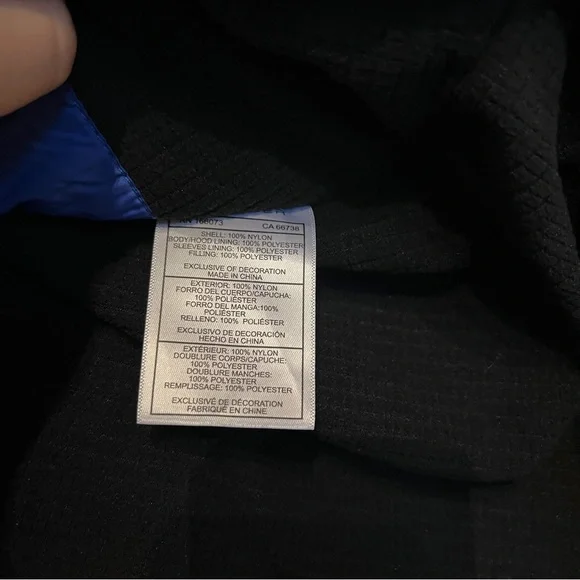 CA 66738
SHELL: 100% NYLON
BODY/HOOD LINING: 100% POLYESTER
SLEEVES LINING: 100% POLYESTER
FILLING: 100% POLYESTER
EXCLUSIVE OF DECORATION
MADE IN CHINA
EXTERIOR: 100% NYLON
FORRO DEL CUERPO/CAPUCHA:
100% POLIÉSTER
FORRO DEL MANGA:100%
POLIÉSTER
RELLENO: 100% POLIÉSTER
EXCLUSIVO DE DECORACIÓN
HECHO EN CHINA
EXTÉRIEUR: 100% NYLON
DOUBLURE CORPS/CAPUCHE:
100% POLYESTER
DOUBLURE MANCHES:
100% POLYESTER
REMPLISSAGE: 100% POLYESTER
EXCLUSIVÉ DE DÉCORATION
FABRIQUÉ EN CHINE